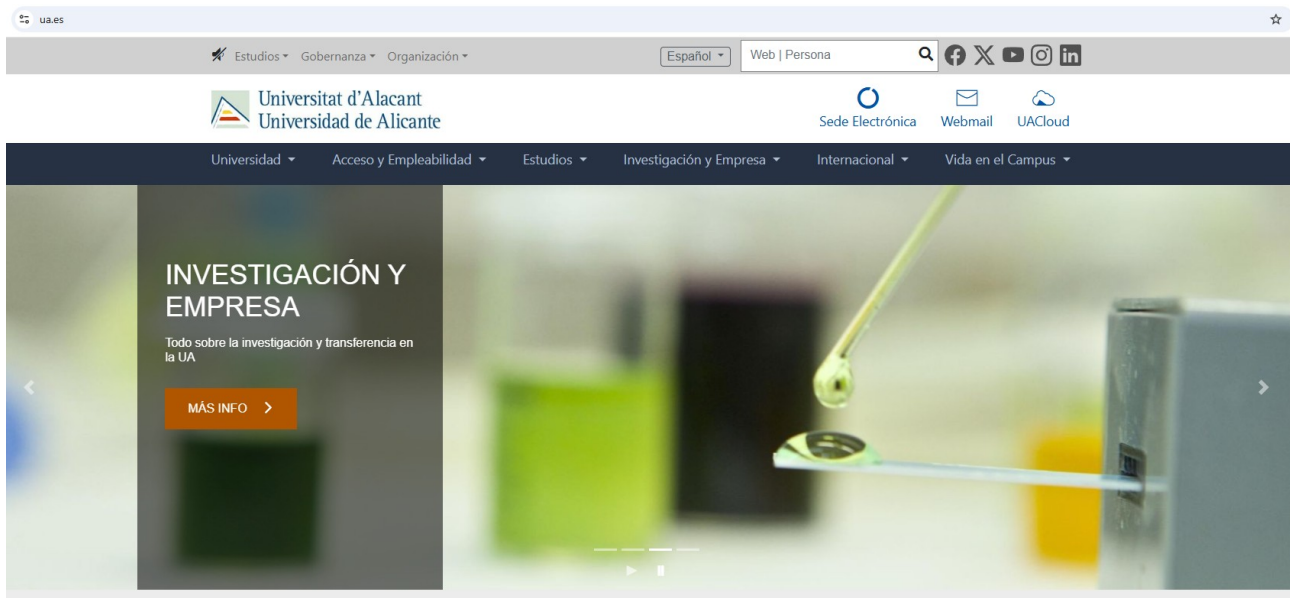 ua.es
Estudios Gobernanza Organización
Español
Web | Persona
Universitat d'Alacant
Universidad de Alicante
Sede Electrónica
Webmail
UACloud
Universidad Acceso y Empleabilidad Estudios Investigación y Empresa Internacional Vida en el Campus
INVESTIGACIÓN Y
EMPRESA
Todo sobre la investigación y transferencia en
la UA
MÁS INFO